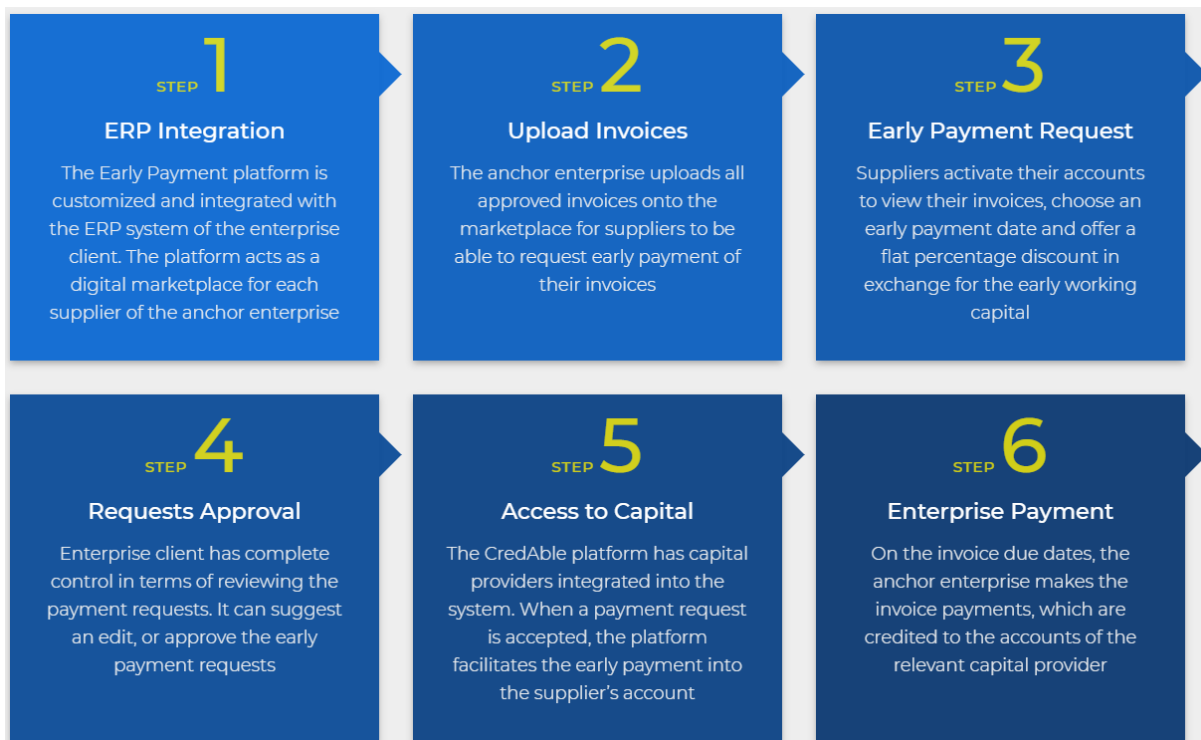 STEP 1
ERP Integration
The Early Payment platform is
customized and integrated with
the ERP system of the enterprise
client. The platform acts as a
digital marketplace for each
supplier of the anchor enterprise
STEP 2
Upload Invoices
The anchor enterprise uploads all
approved invoices onto the
marketplace for suppliers to be
able to request early payment of
their invoices
STEP 3
Early Payment Request
Suppliers activate their accounts
to view their invoices, choose an
early payment date and offer a
flat percentage discount in
exchange for the early working
capital
STEP 4
Requests Approval
Enterprise client has complete
control in terms of reviewing the
payment requests. It can suggest
an edit, or approve the early
payment requests
STEP 5
Access to Capital
The CredAble platform has capital
providers integrated into the
system. When a payment request
is accepted, the platform
facilitates the early payment into
the supplier’s account
STEP 6
Enterprise Payment
On the invoice due dates, the
anchor enterprise makes the
invoice payments, which are
credited to the accounts of the
relevant capital provider